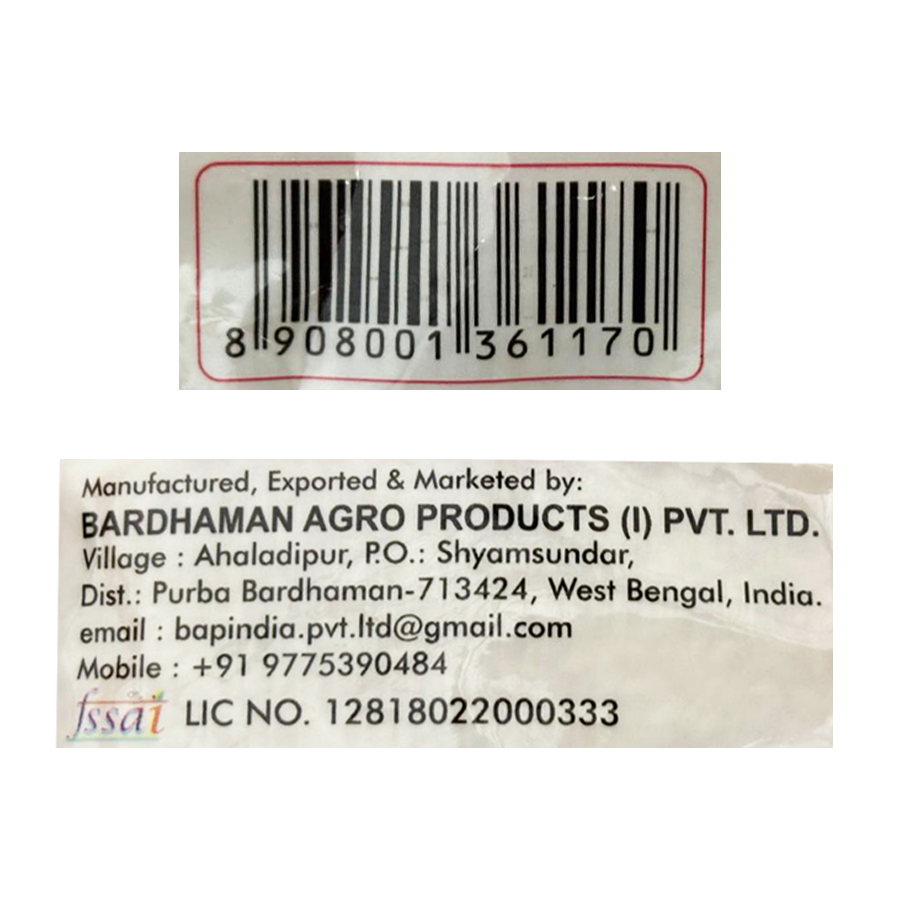 8 908001 361170
Manufactured, Exported & Marketed by:
BARDHAMAN AGRO PRODUCTS (I) PVT. LTD.
Village : Ahaladipur, P.O.: Shyamsundar,
Dist.: Purba Bardhaman-713424, West Bengal, India.
email : bapindia.pvt.ltd@gmail.com
Mobile : +91 9775390484
fssai LIC NO. 12818022000333